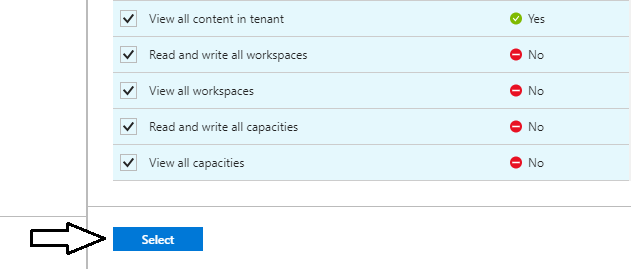 View all content in tenant Yes
Read and write all workspaces No
View all workspaces No
Read and write all capacities No
View all capacities No
Select